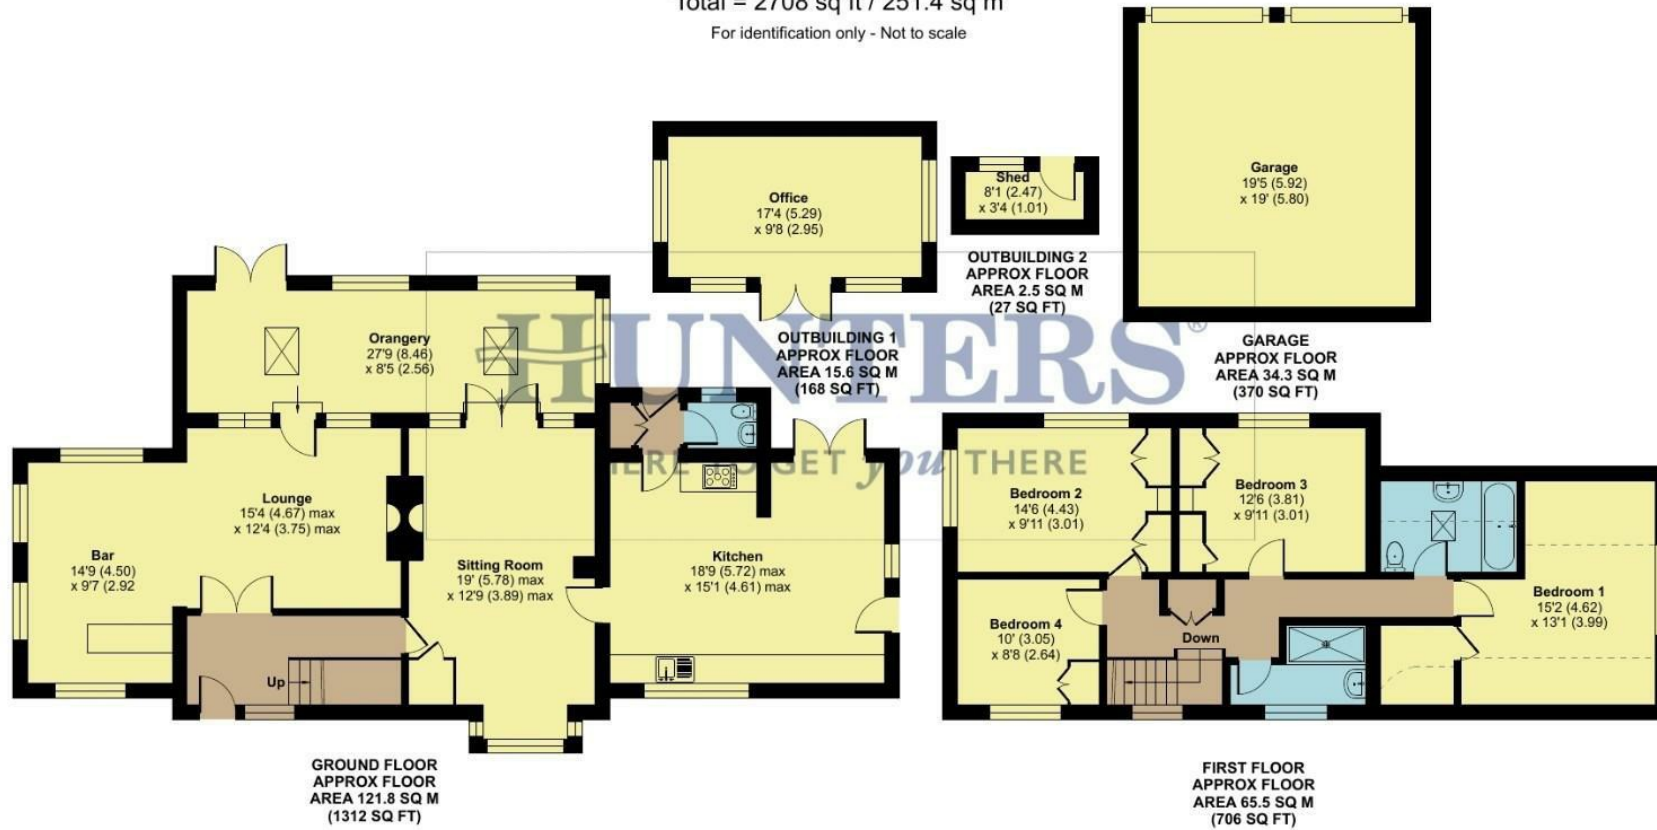 Total = 2708 sq ft / 251.4 sq m
For identification only - Not to scale
Garage
19'5 (5.92)
x 19' (5.80)
Office
17'4 (5.29)
x 9'8 (2.95)
Shed
8'1 (2.47)
x 3'4 (1.01)
OUTBUILDING 2
APPROX FLOOR
AREA 2.5 SQ M
(27 SQ FT)
OUTBUILDING 1
APPROX FLOOR
AREA 15.6 SQ M
(168 SQ FT)
GARAGE
APPROX FLOOR
AREA 34.3 SQ M
(370 SQ FT)
HUNTERS®
HERE TO GET you THERE
Orangery
27'9 (8.46)
x 8'5 (2.56)
Lounge
15'4 (4.67) max
x 12'4 (3.75) max
Bar
14'9 (4.50)
x 9'7 (2.92
Sitting Room
19' (5.78) max
x 12'9 (3.89) max
Kitchen
18'9 (5.72) max
x 15'1 (4.61) max
Up
Bedroom 2
14'6 (4.43)
x 9'11 (3.01)
Bedroom 3
12'6 (3.81)
x 9'11 (3.01)
Bedroom 1
15'2 (4.62)
x 13'1 (3.99)
Bedroom 4
10' (3.05)
x 8'8 (2.64)
Down
GROUND FLOOR
APPROX FLOOR
AREA 121.8 SQ M
(1312 SQ FT)
FIRST FLOOR
APPROX FLOOR
AREA 65.5 SQ M
(706 SQ FT)